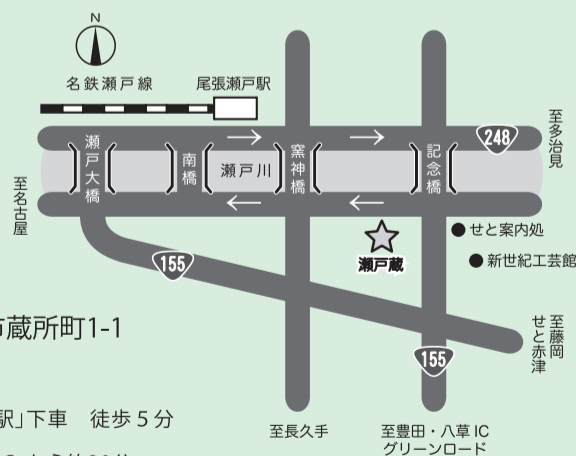 N
名鉄瀬戸線
尾張瀬戸駅
248
至多治見
瀬戸大橋
南橋
瀬戸川
窯神橋
記念橋
至名古屋
せと案内処
瀬戸蔵
新世紀工芸館
155
市蔵所町1-1
至藤岡
せと赤津
155
駅」下車 徒歩5分
至長久手
至豊田・八草IC
グリーンロード